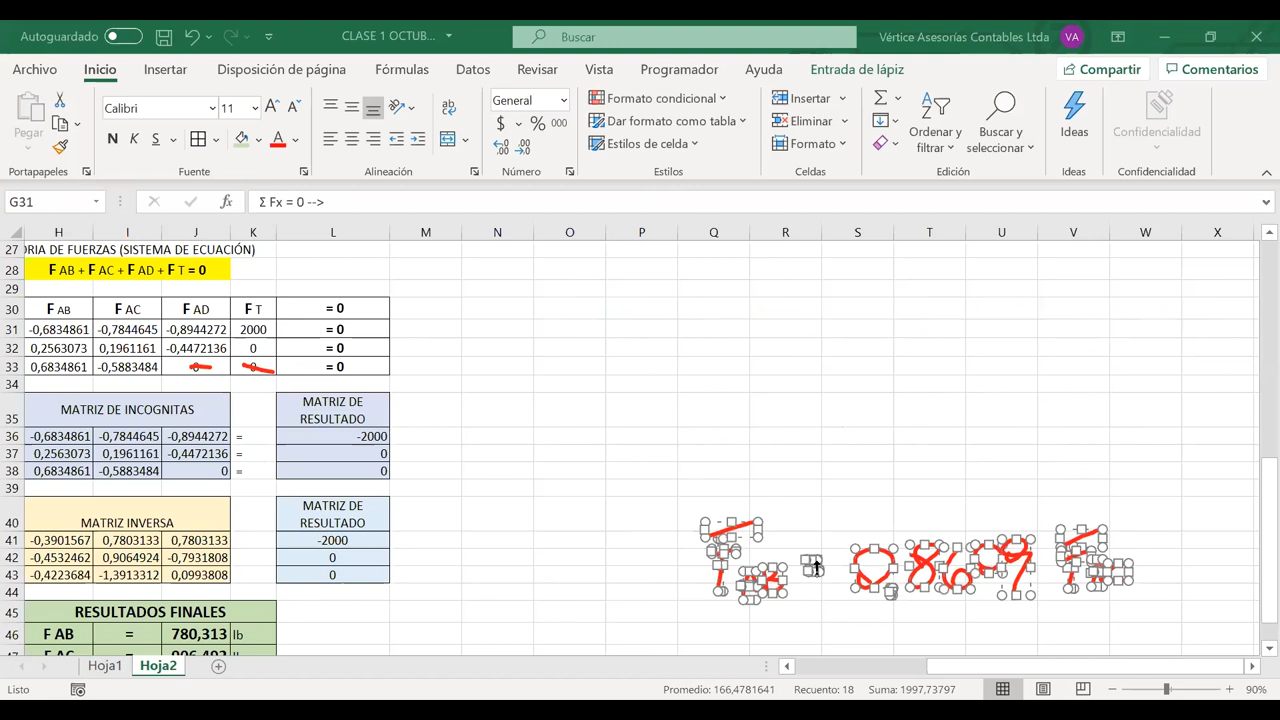 Autoguardado
CLASE 1 OCTUB...
Buscar
Vértice Asesorías Contables Ltda
VA
Archivo Inicio Insertar Disposición de página Fórmulas Datos Revisar Vista Programador Ayuda Entrada de lápiz
Compartir
Comentarios
Pegar
Calibri 11
N K S
General
$ % 000
Formato condicional
Dar formato como tabla
Estilos de celda
Insertar
Eliminar
Formato
Ordenar y filtrar
Buscar y seleccionar
Ideas
Confidencialidad
Portapapeles Fuente Alineación Número Estilos Celdas Edición Ideas Confidencialidad
G31 fx Σ Fx = 0 -->
H I J K L M N O P Q R S T U V W X
27 RIA DE FUERZAS (SISTEMA DE ECUACIÓN)
28 F AB + F AC + F AD + F T = 0
29
30 F AB F AC F AD F T = 0
31 -0,6834861 -0,7844645 -0,8944272 2000 = 0
32 0,2563073 0,1961161 -0,4472136 0 = 0
33 0,6834861 -0,5883484 0 0 = 0
34
35 MATRIZ DE INCOGNITAS MATRIZ DE RESULTADO
36 -0,6834861 -0,7844645 -0,8944272 = -2000
37 0,2563073 0,1961161 -0,4472136 = 0
38 0,6834861 -0,5883484 0 = 0
39
40 MATRIZ INVERSA MATRIZ DE RESULTADO
41 -0,3901567 0,7803133 0,7803133 -2000
42 -0,4532462 0,9064924 -0,7931808 0
43 -0,4223684 -1,3913312 0,0993808 0
44
45 RESULTADOS FINALES
46 F AB = 780,313 lb
Hoja1 Hoja2
Listo
Promedio: 166,4781641 Recuento: 18 Suma: 1997,73797
90%